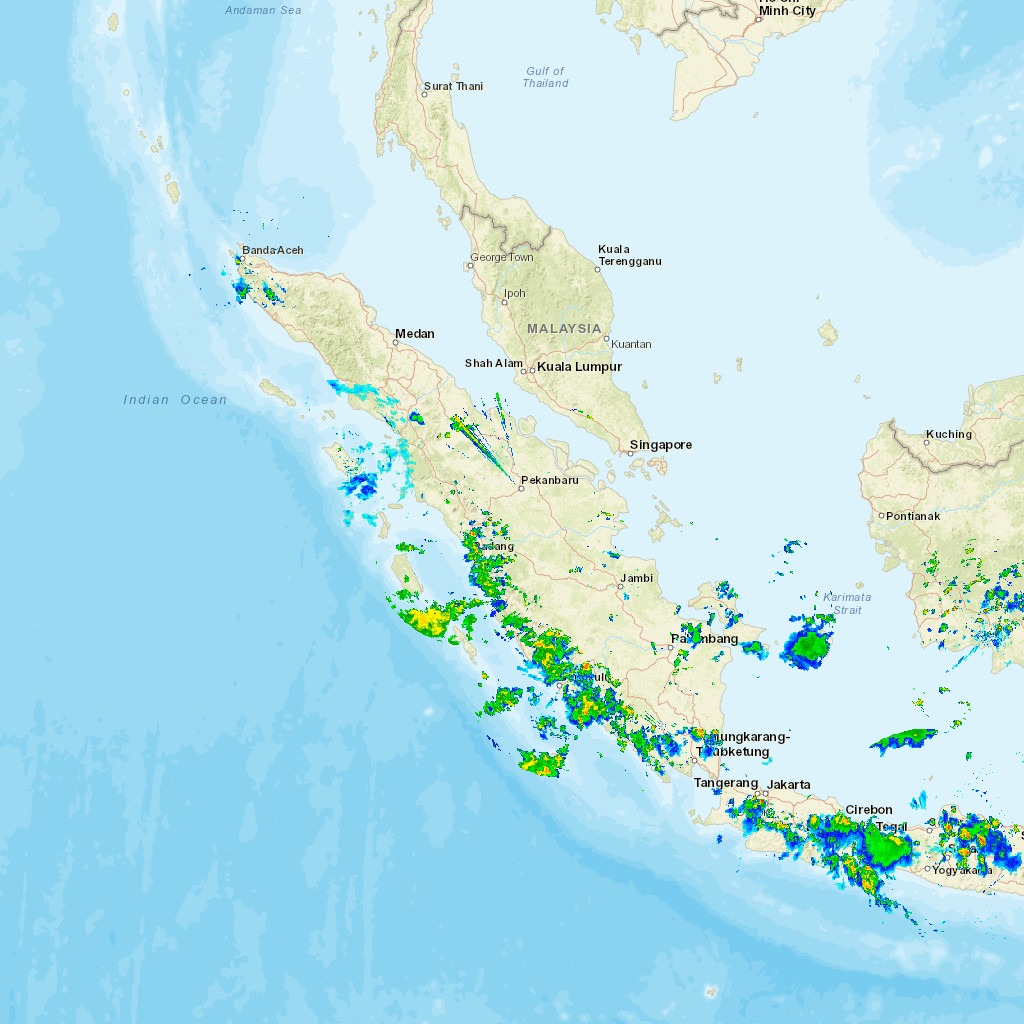 Andaman Sea
Minh City
Gulf of
Thailand
Surat Thani
Banda Aceh
George Town
Kuala
Terengganu
Ipoh
MALAYSIA
Medan
Kuantan
Shah Alam
Kuala Lumpur
Indian Ocean
Singapore
Kuching
Pekanbaru
Pontianak
Padang
Jambi
Karimata
Strait
Tangerang
Jakarta
Cirebon
Tegal
Yogyakarta